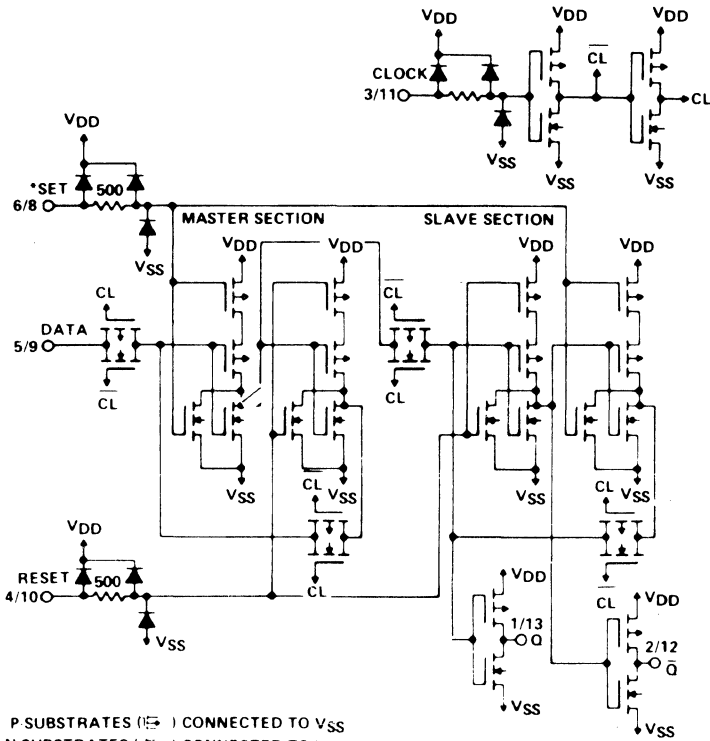 VDD
VDD
VDD
CLOCK
3/11
CL
CL
VSS
VSS
VSS
VDD
*SET
500
6/8
MASTER SECTION
SLAVE SECTION
VSS
VDD
VDD
VDD
VDD
CL
CL
DATA
5/9
CL
CL
VSS
VSS
VSS
VSS
CL
CL
VDD
RESET
500
4/10
CL
CL
VSS
VDD
VDD
1/13
Q
2/12
Q
VSS
VSS
P-SUBSTRATES ( ) CONNECTED TO VSS